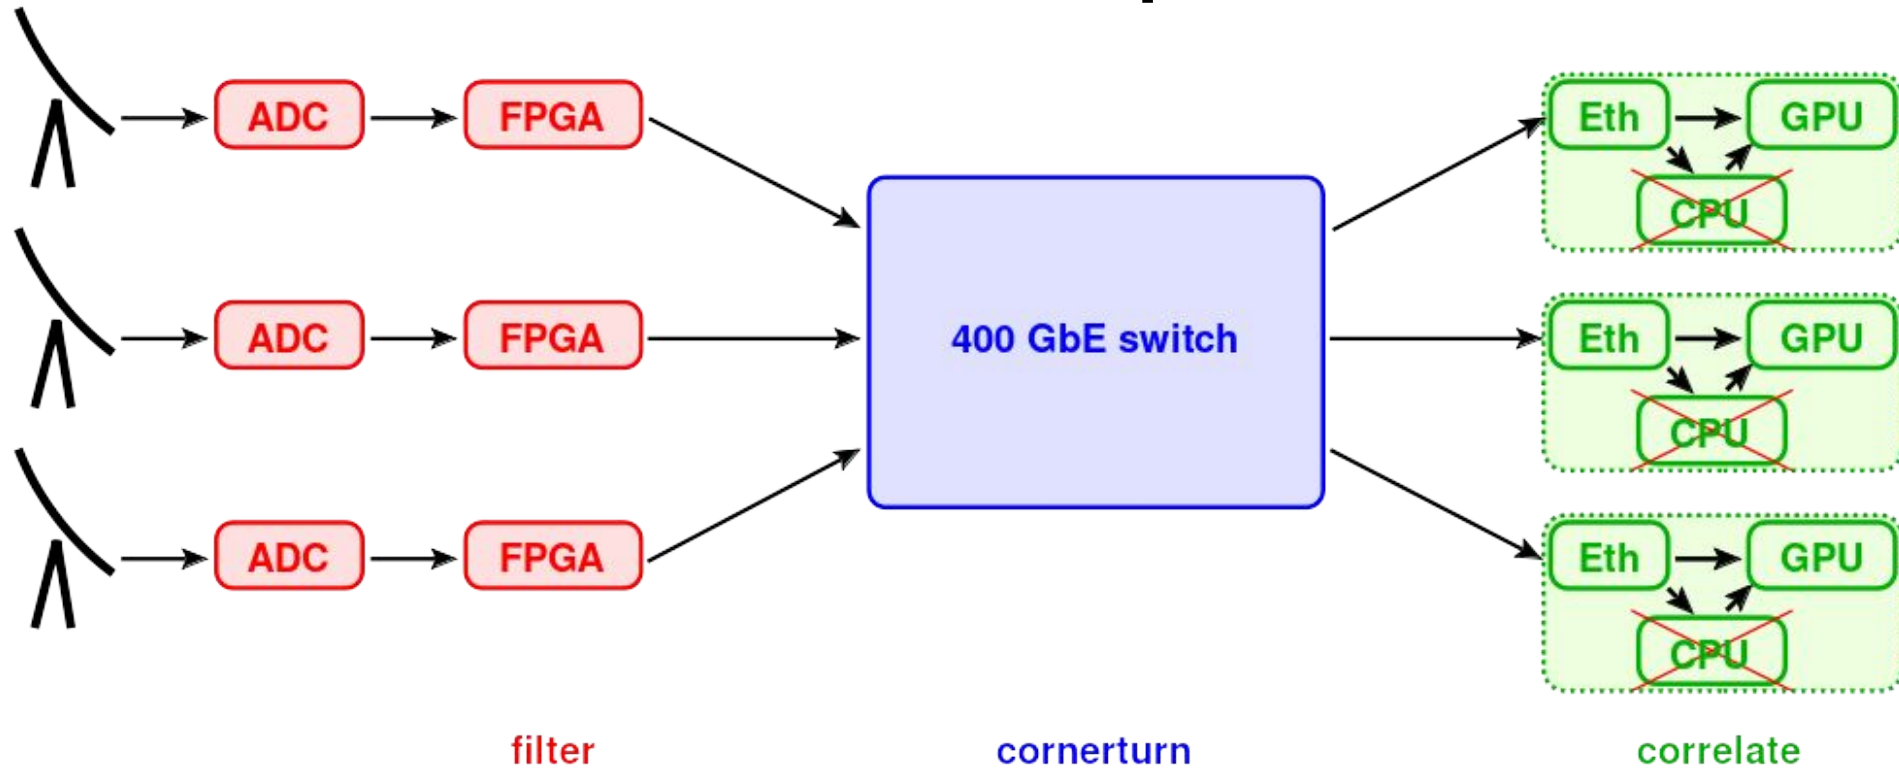 ADC
FPGA
Eth
GPU
CPU
ADC
FPGA
400 GbE switch
Eth
GPU
CPU
ADC
FPGA
Eth
GPU
CPU
filter
cornerturn
correlate